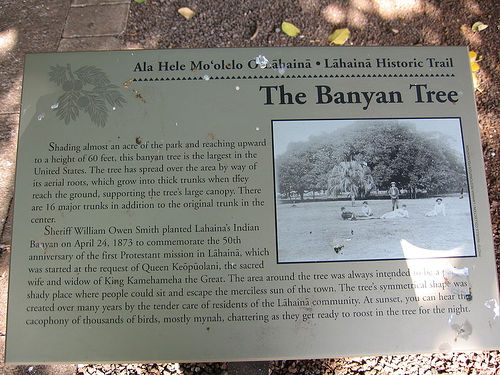 Ala Hele Mo‘olelo O Lāhainā • Lāhainā Historic Trail
The Banyan Tree
Shading almost an acre of the park and reaching upward
to a height of 60 feet, this banyan tree is the largest in the
United States. The tree has spread over the area by way of
its aerial roots, which grow into thick trunks when they
reach the ground, supporting the tree's large canopy. There
are 16 major trunks in addition to the original trunk in the
center.
Sheriff William Owen Smith planted Lahaina's Indian
Banyan on April 24, 1873 to commemorate the 50th
anniversary of the first Protestant mission in Lāhainā, which
was started at the request of Queen Keōpūolani, the sacred
wife and widow of King Kamehameha the Great. The area around the tree was always intended to be a
shady place where people could sit and escape the merciless sun of the town. The tree's symmetrical shape was
created over many years by the tender care of residents of the Lāhainā community. At sunset, you can hear the
cacophony of thousands of birds, mostly mynah, chattering as they get ready to roost in the tree for the night.